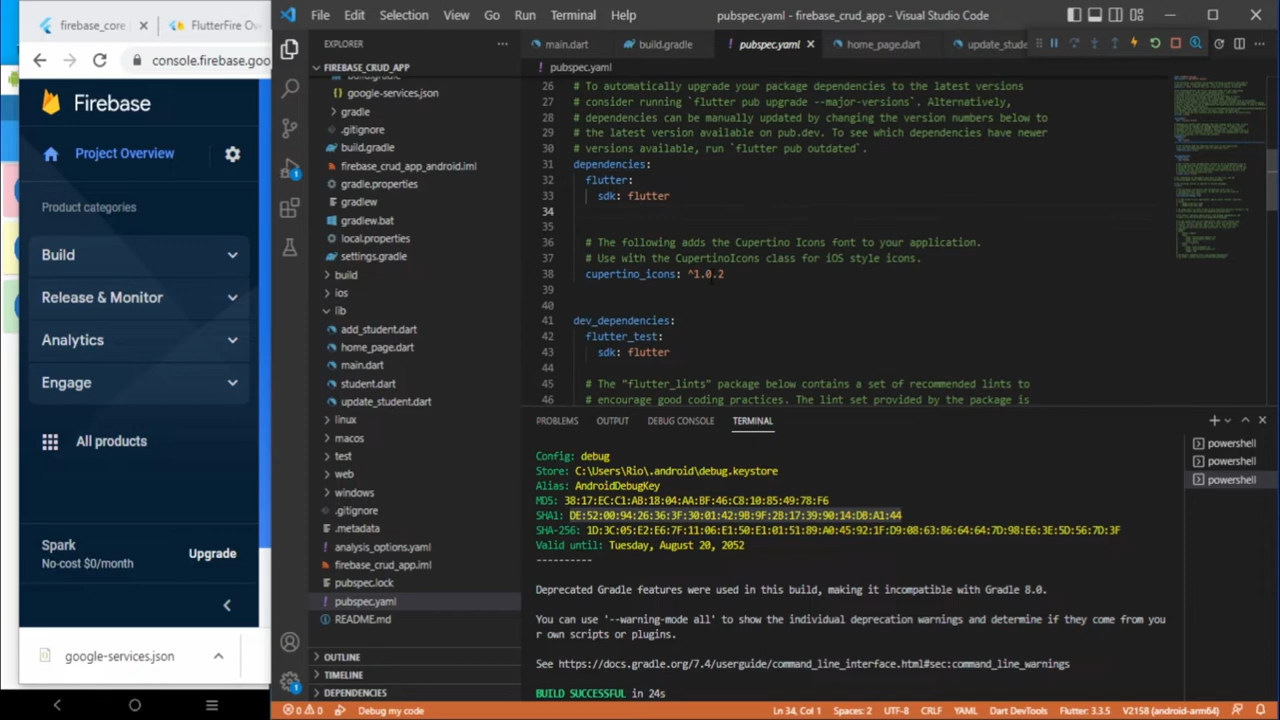 firebase_core
FlutterFire Ov
console.firebase.goo
Firebase
Project Overview
Product categories
Build
Release & Monitor
Analytics
Engage
All products
Spark
No-cost $0/month
Upgrade
google-services.json
File Edit Selection View Go Run Terminal Help
pubspec.yaml - firebase_crud_app - Visual Studio Code
EXPLORER
FIREBASE_CRUD_APP
build.gradle
google-services.json
gradle
.gitignore
build.gradle
firebase_crud_app_android.iml
gradle.properties
gradlew
gradlew.bat
local.properties
settings.gradle
build
ios
lib
add_student.dart
home_page.dart
main.dart
student.dart
update_student.dart
linux
macos
test
web
windows
.gitignore
.metadata
analysis_options.yaml
firebase_crud_app.iml
pubspec.lock
pubspec.yaml
README.md
OUTLINE
TIMELINE
DEPENDENCIES
main.dart
build.gradle
pubspec.yaml
home_page.dart
update_stude
pubspec.yaml
26 # To automatically upgrade your package dependencies to the latest versions
27 # consider running `flutter pub upgrade --major-versions`. Alternatively,
28 # dependencies can be manually updated by changing the version numbers below to
29 # the latest version available on pub.dev. To see which dependencies have newer
30 # versions available, run `flutter pub outdated`.
31 dependencies:
32 flutter:
33 sdk: flutter
34
35
36 # The following adds the Cupertino Icons font to your application.
37 # Use with the CupertinoIcons class for iOS style icons.
38 cupertino_icons: ^1.0.2
39
40
41 dev_dependencies:
42 flutter_test:
43 sdk: flutter
44
45 # The "flutter_lints" package below contains a set of recommended lints to
46 # encourage good coding practices. The lint set provided by the package is
PROBLEMS OUTPUT DEBUG CONSOLE TERMINAL
powershell
powershell
powershell
Config: debug
Store: C:\Users\Rio\.android\debug.keystore
Alias: AndroidDebugKey
MD5: 38:17:EC:C1:AB:18:04:AA:BF:46:C8:10:85:49:78:F6
SHA1: DE:52:00:94:26:36:3F:30:01:42:9B:9F:2B:17:39:90:14:DB:A1:44
SHA-256: 1D:3C:05:E2:E6:7F:11:06:E1:50:E1:01:51:89:A0:45:92:1F:D9:08:63:86:64:64:7D:98:E6:3E:5D:56:7D:3F
Valid until: Tuesday, August 20, 2052
----------
Deprecated Gradle features were used in this build, making it incompatible with Gradle 8.0.
You can use '--warning-mode all' to show the individual deprecation warnings and determine if they come from you
r own scripts or plugins.
See https://docs.gradle.org/7.4/userguide/command_line_interface.html#sec:command_line_warnings
BUILD SUCCESSFUL in 24s
0 0 Debug my code
Ln 34, Col 1 Spaces: 2 UTF-8 CRLF YAML Dart DevTools Flutter: 3.3.5 V2158 (android-arm64)